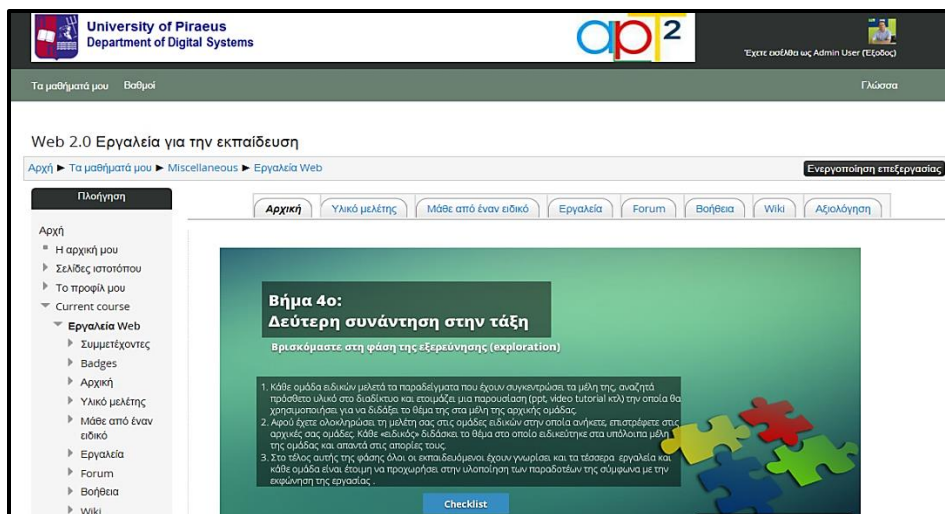 University of Piraeus
Department of Digital Systems
apT2
Έχετε εισέλθει ως Admin User (Έξοδος)
Τα μαθήματά μου Βαθμοί Γλώσσα
Web 2.0 Εργαλεία για την εκπαίδευση
Αρχή ► Τα μαθήματά μου ► Miscellaneous ► Εργαλεία Web
Ενεργοποίηση επεξεργασίας
Πλοήγηση
Αρχή
Η αρχική μου
Σελίδες ιστοτόπου
Το προφίλ μου
Current course
Εργαλεία Web
Συμμετέχοντες
Badges
Αρχική
Υλικό μελέτης
Μάθε από έναν
ειδικό
Εργαλεία
Forum
Βοήθεια
Wiki
Αρχική Υλικό μελέτης Μάθε από έναν ειδικό Εργαλεία Forum Βοήθεια Wiki Αξιολόγηση
Βήμα 4ο:
Δεύτερη συνάντηση στην τάξη
Βρισκόμαστε στη φάση της εξερεύνησης (exploration)
1. Κάθε ομάδα ειδικών μελετά τα παραδείγματα που έχουν συγκεντρώσει τα μέλη της, αναζητά
πρόσθετο υλικό στο διαδίκτυο και ετοιμάζει μια παρουσίαση (ppt, video tutorial κτλ) την οποία θα
χρησιμοποιήσει για να διδάξει το θέμα της στα μέλη της αρχικής ομάδας.
2. Αφού έχετε ολοκληρώσει τη μελέτη σας στις ομάδες ειδικών στην οποία ανήκετε, επιστρέφετε στις
αρχικές σας ομάδες. Κάθε «ειδικός» διδάσκει το θέμα στο οποίο ειδικεύτηκε στα υπόλοιπα μέλη
της ομάδας και απαντά στις απορίες τους.
3. Στο τέλος αυτής της φάσης όλοι οι εκπαιδευόμενοι έχουν γνωρίσει και τα τέσσερα εργαλεία και
κάθε ομάδα είναι έτοιμη να προχωρήσει στην υλοποίηση των παραδοτέων της σύμφωνα με την
εκφώνηση της εργασίας .
Checklist